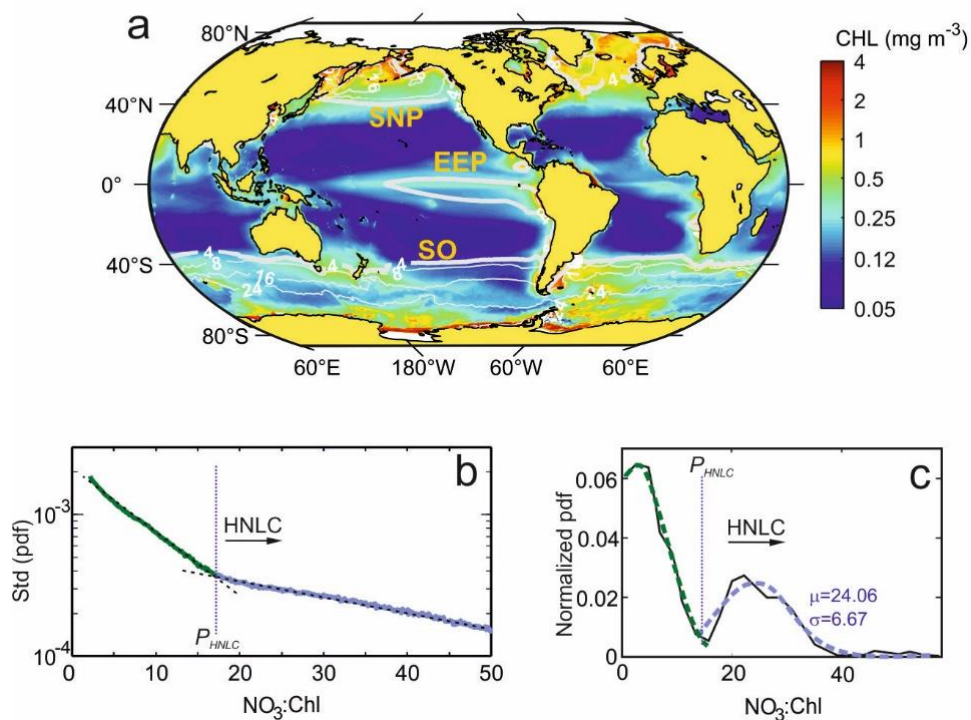 a
80°N
40°N
0°
40°S
80°S
60°E
180°W
60°W
60°E
SNP
EEP
SO
4
4
8
4
8
16
24
24
4
CHL (mg m⁻³)
4
2
1
0.5
0.25
0.12
0.05
b
Std (pdf)
10⁻³
10⁻⁴
HNLC
P_HNLC
0
10
20
30
40
50
NO₃:Chl
c
Normalized pdf
0.06
0.04
0.02
0
P_HNLC
HNLC
μ=24.06
σ=6.67
0
20
40
NO₃:Chl